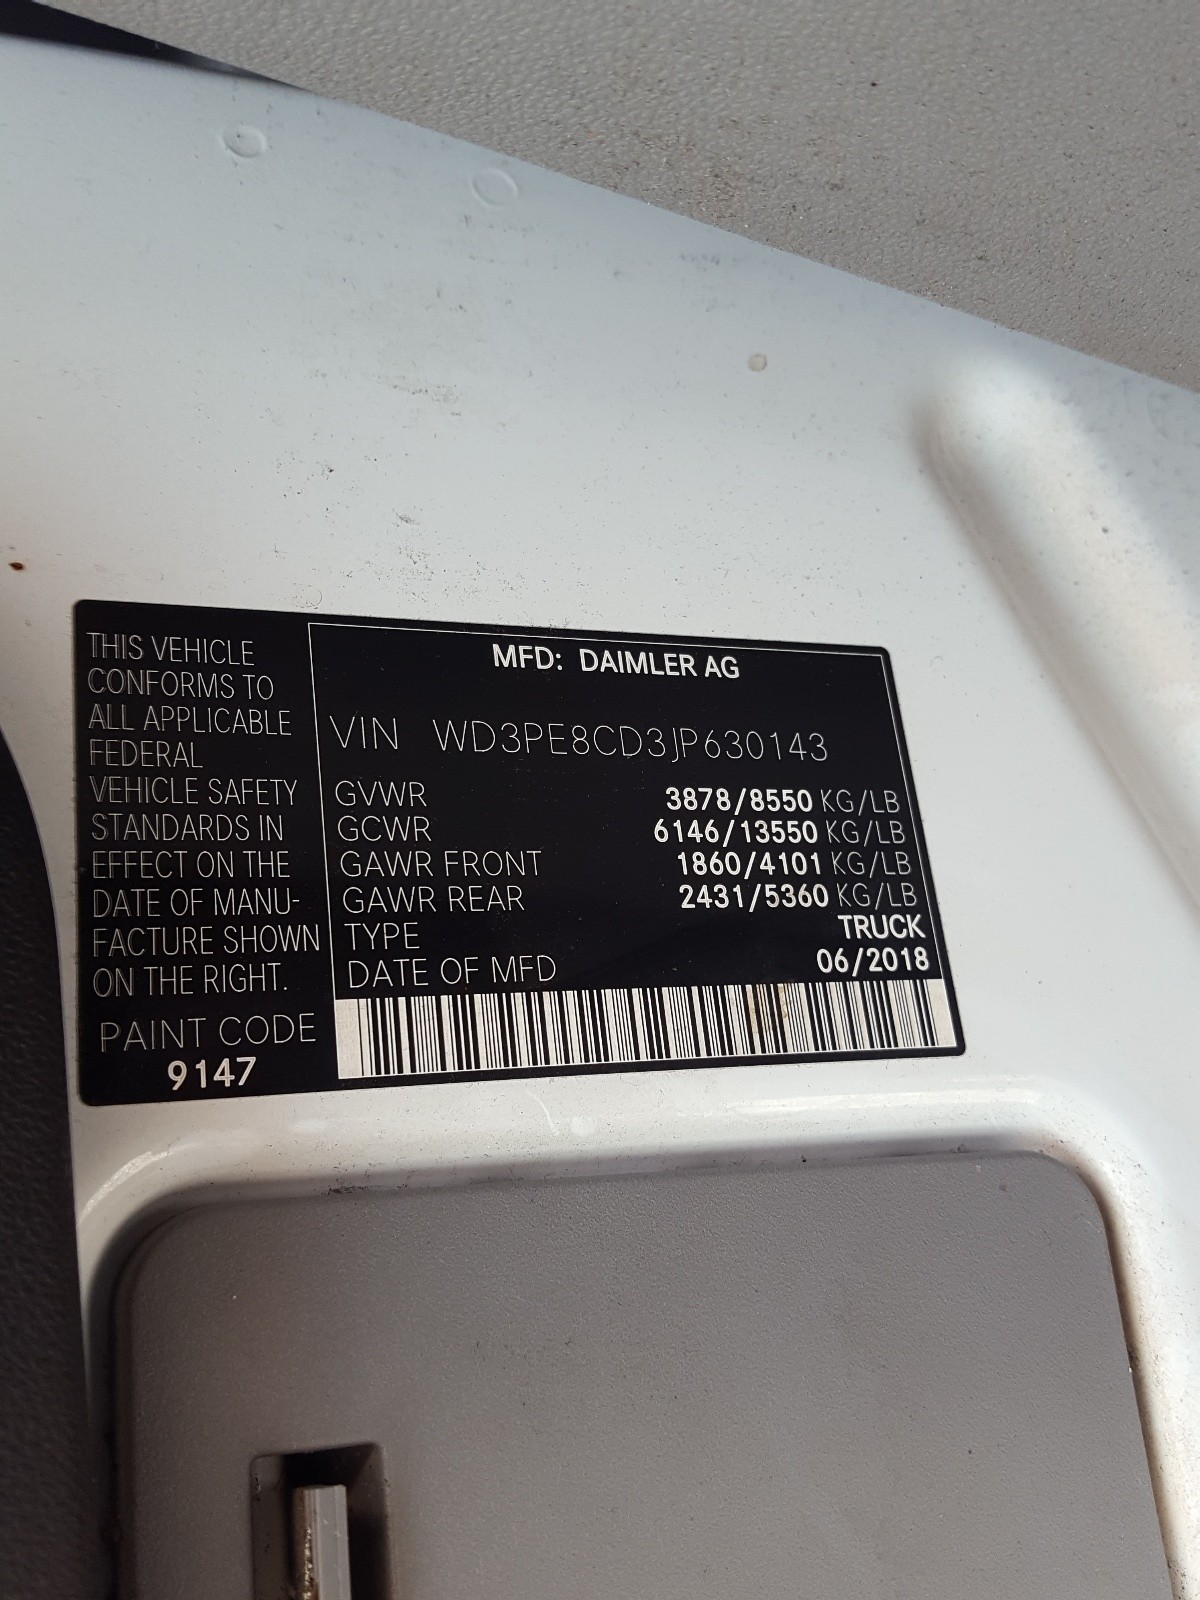 THIS VEHICLE
CONFORMS TO
ALL APPLICABLE
FEDERAL
VEHICLE SAFETY
STANDARDS IN
EFFECT ON THE
DATE OF MANU-
FACTURE SHOWN
ON THE RIGHT.
PAINT CODE
9147
MFD: DAIMLER AG
VIN WD3PE8CD3JP630143
GVWR 3878/8550 KG/LB
GCWR 6146/13550 KG/LB
GAWR FRONT 1860/4101 KG/LB
GAWR REAR 2431/5360 KG/LB
TYPE TRUCK
DATE OF MFD 06/2018